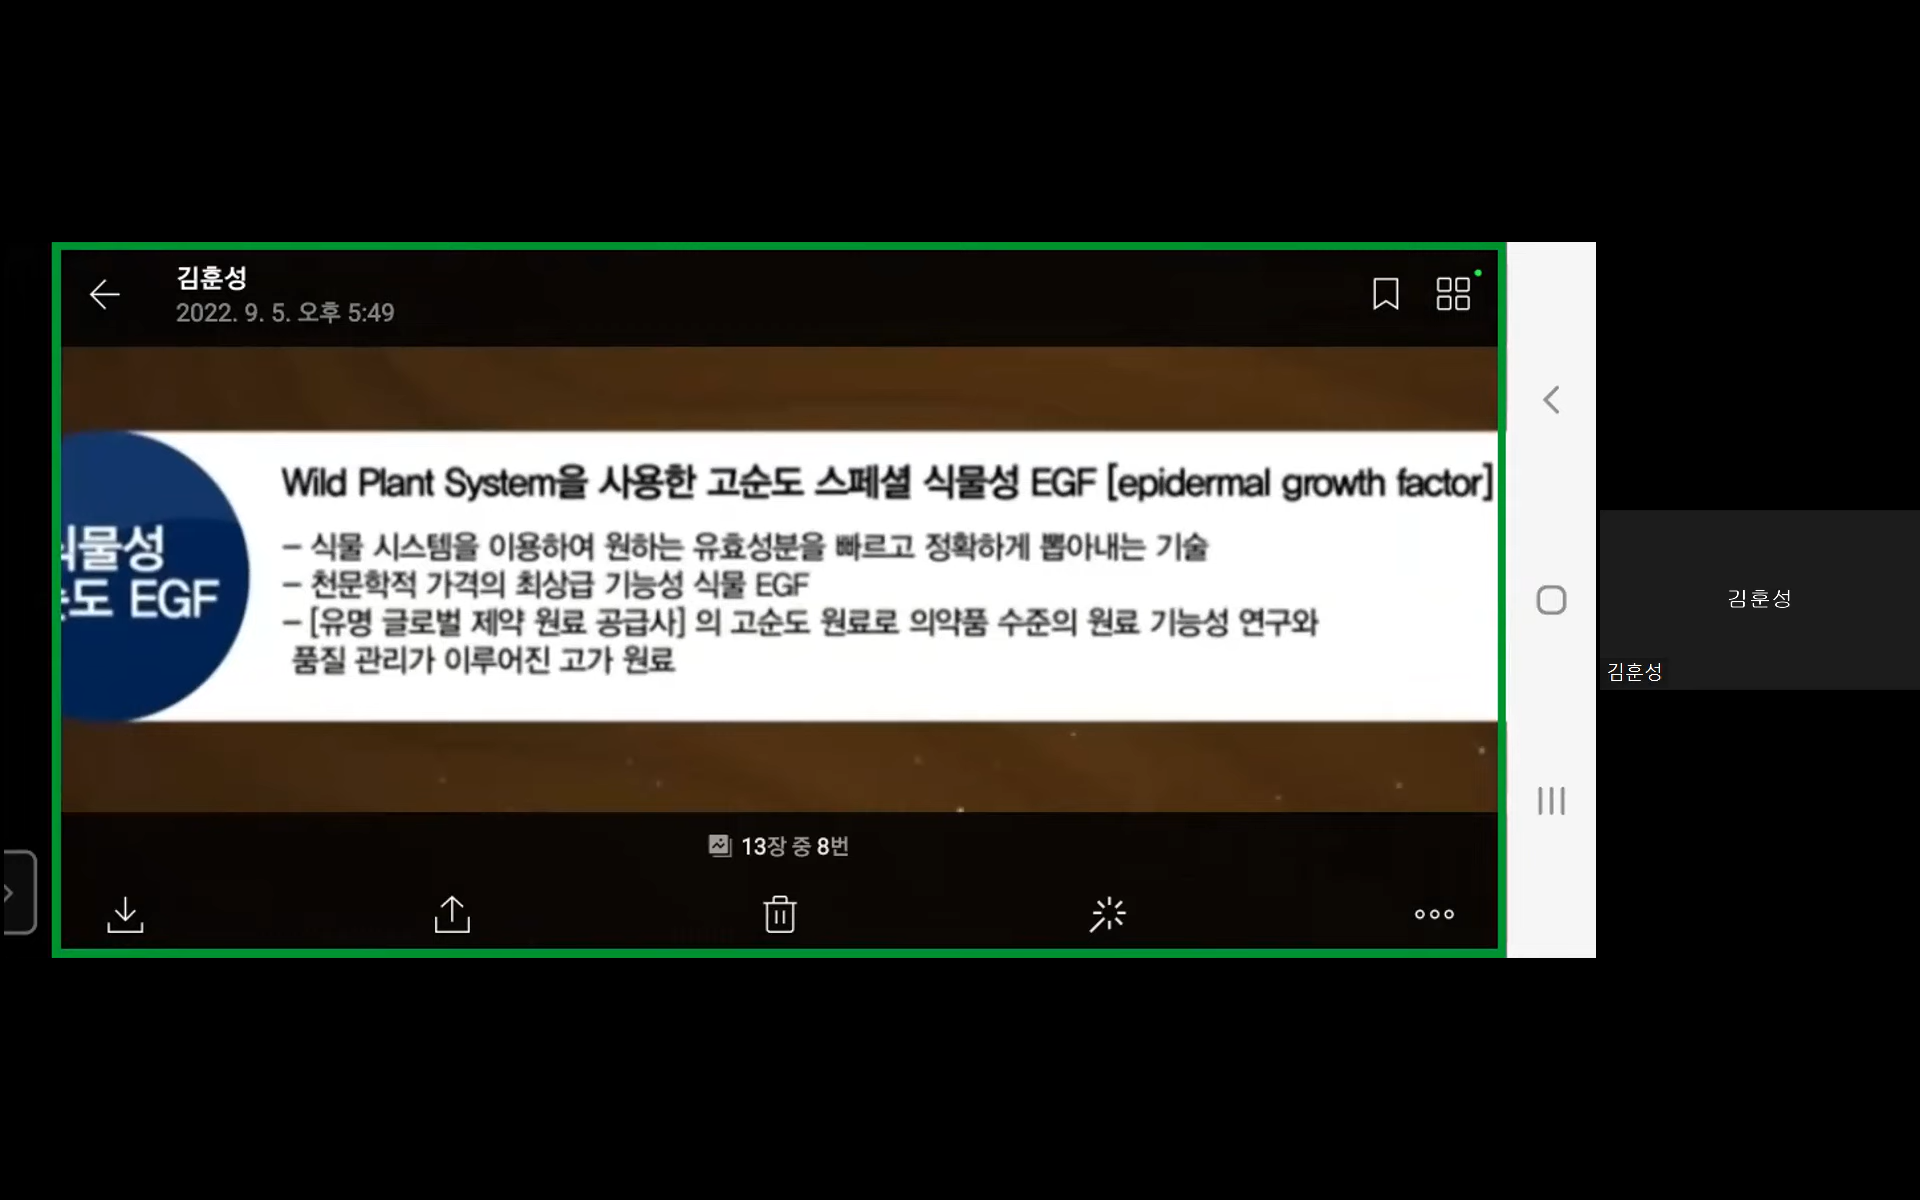 김훈성
2022. 9. 5. 오후 5:49
Wild Plant System을 사용한 고순도 스페셜 식물성 EGF [epidermal growth factor]
– 식물 시스템을 이용하여 원하는 유효성분을 빠르고 정확하게 뽑아내는 기술
– 천문학적 가격의 최상급 기능성 식물 EGF
– [유명 글로벌 제약 원료 공급사] 의 고순도 원료로 의약품 수준의 원료 기능성 연구와
품질 관리가 이루어진 고가 원료
식물성
도 EGF
13장 중 8번
김훈성
김훈성